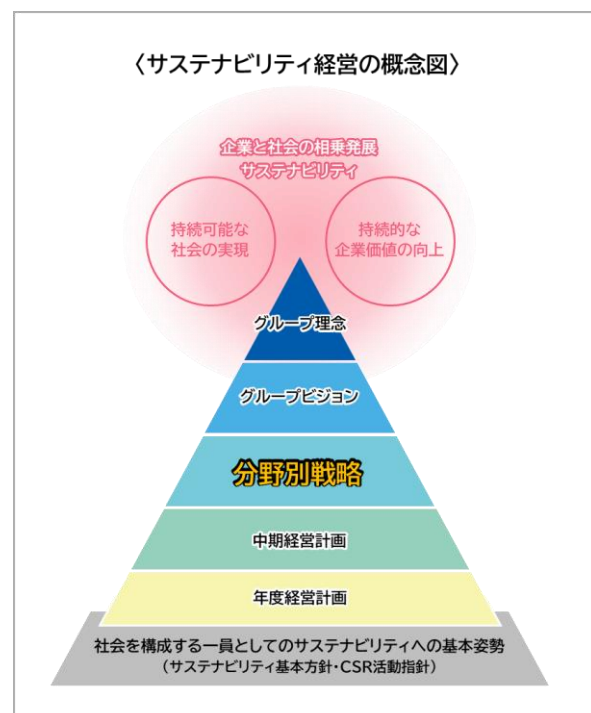 〈サステナビリティ経営の概念図〉
企業と社会の相乗発展
サステナビリティ
持続可能な
社会の実現
持続的な
企業価値の向上
グループ理念
グループビジョン
分野別戦略
中期経営計画
年度経営計画
社会を構成する一員としてのサステナビリティへの基本姿勢
（サステナビリティ基本方針・CSR活動指針）